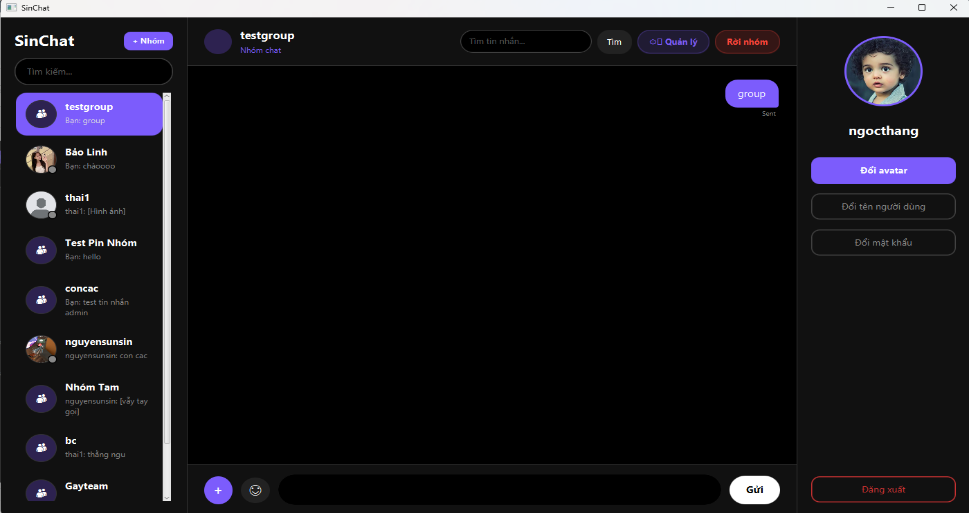 SinChat
SinChat
+ Nhóm
Tìm kiếm...
testgroup
Bạn: group
Bảo Linh
Bạn: chàoooo
thai1
thai1: [Hình ảnh]
Test Pin Nhóm
Bạn: hello
concac
Bạn: test tin nhắn
admin
nguyensunsin
nguyensunsin: con cac
Nhóm Tam
nguyensunsin: [vẫy tay
gọi]
bc
thai1: thằng ngu
Gayteam
testgroup
Nhóm chat
Tìm tin nhắn...
Tìm
Quản lý
Rời nhóm
group
Sent
+
Gửi
ngocthang
Đổi avatar
Đổi tên người dùng
Đổi mật khẩu
Đăng xuất